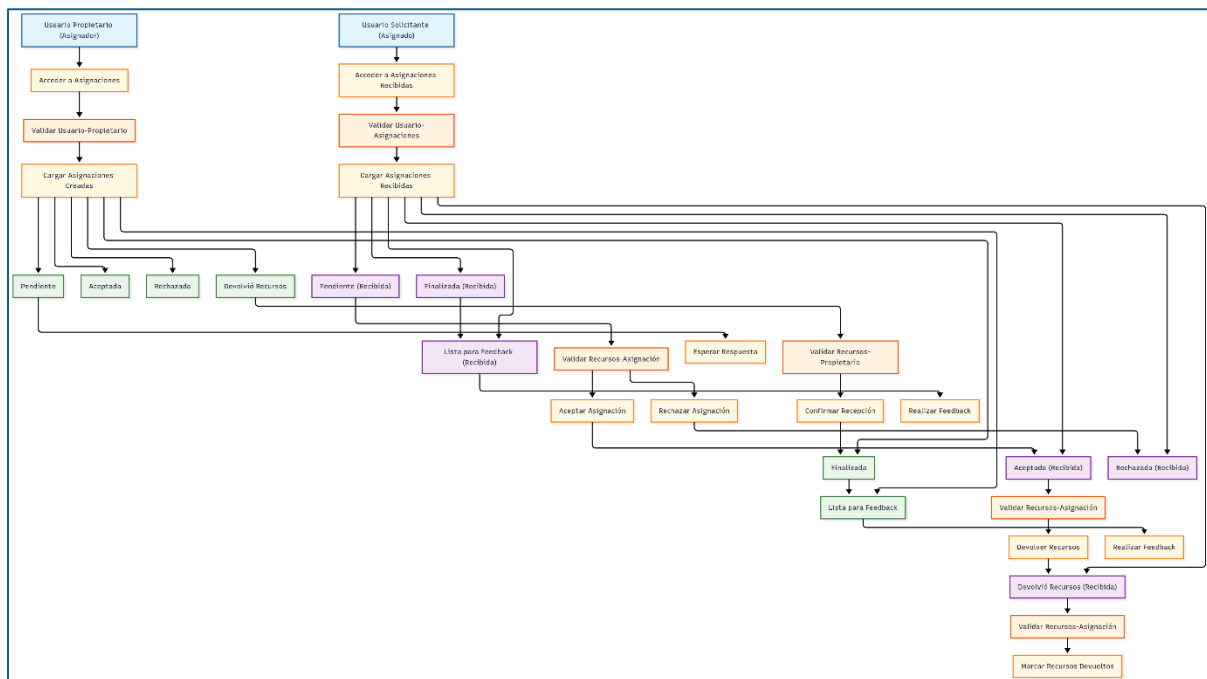 Usuario Propietario
(Asignador)
Usuario Solicitante
(Asignado)
Acceder a Asignaciones
Acceder a Asignaciones
Recibidas
Validar Usuario-Propietario
Validar Usuario-
Asignaciones
Cargar Asignaciones
Creadas
Cargar Asignaciones
Recibidas
Pendiente
Aceptada
Rechazada
Devolvió Recursos
Pendiente (Recibida)
Finalizada (Recibida)
Lista para Feedback
(Recibida)
Validar Recursos-Asignación
Esperar Respuesta
Validar Recursos-
Propietario
Aceptar Asignación
Rechazar Asignación
Confirmar Recepción
Realizar Feedback
Finalizada
Aceptada (Recibida)
Rechazada (Recibida)
Lista para Feedback
Validar Recursos-Asignación
Devolver Recursos
Realizar Feedback
Devolvió Recursos (Recibida)
Validar Recursos-Asignación
Marcar Recursos Devueltos